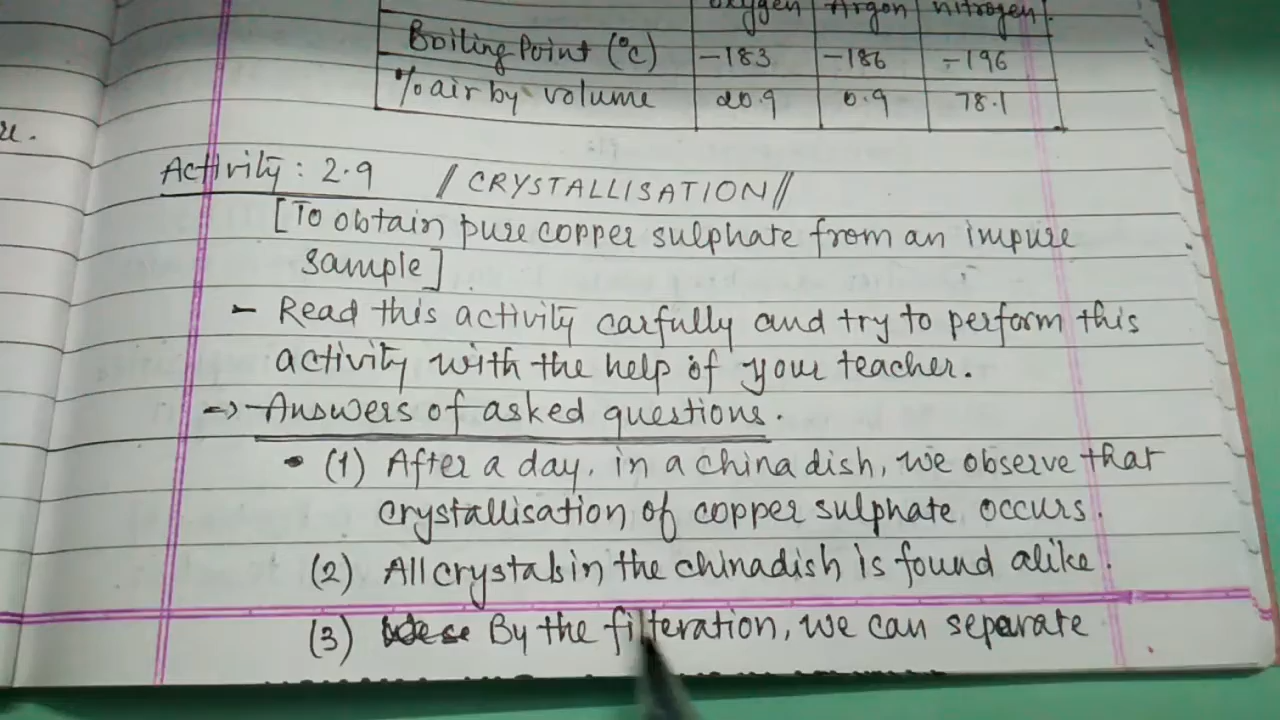 oxygen Argon nitrogen
Boiling Point (°C) -183 -186 -196
% air by volume 20.9 0.9 78.1
Activity : 2.9 // CRYSTALLISATION //
[To obtain pure copper sulphate from an impure
sample]
- Read this activity carfully and try to perform this
activity with the help of your teacher.
-> Answers of asked questions.
• (1) After a day, in a china dish, we observe that
crystallisation of copper sulphate occurs.
(2) All crystals in the chinadish is found alike.
(3) By the filteration, we can separate